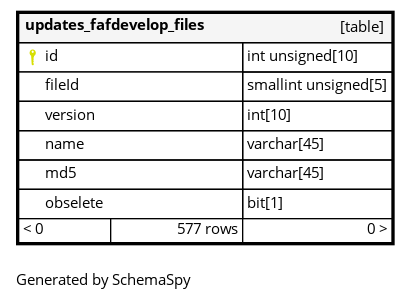 updates_fafdevelop_files [table]
id int unsigned[10]
fileId smallint unsigned[5]
version int[10]
name varchar[45]
md5 varchar[45]
obselete bit[1]
< 0 577 rows 0 >
Generated by SchemaSpy